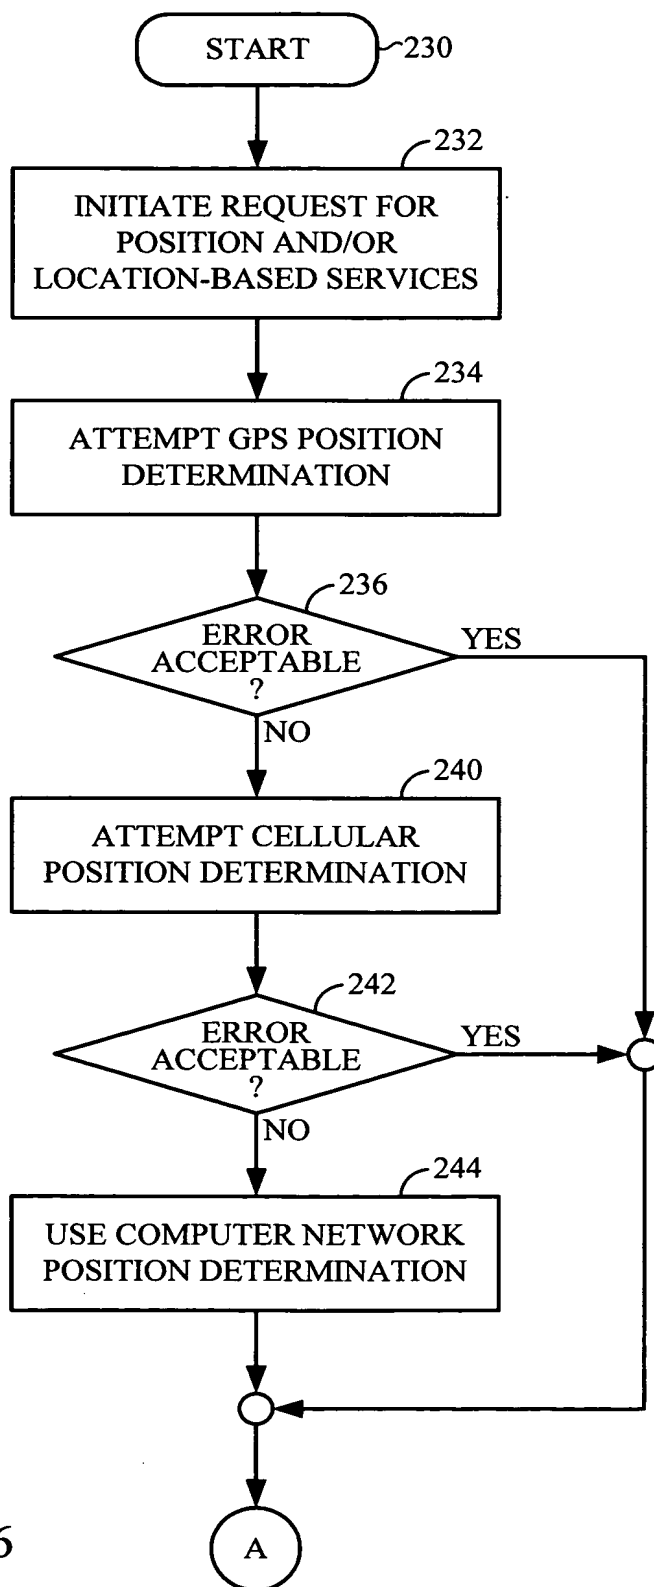 START
230
232
INITIATE REQUEST FOR
POSITION AND/OR
LOCATION-BASED SERVICES
234
ATTEMPT GPS POSITION
DETERMINATION
236
ERROR
ACCEPTABLE
?
YES
NO
240
ATTEMPT CELLULAR
POSITION DETERMINATION
242
ERROR
ACCEPTABLE
?
YES
NO
244
USE COMPUTER NETWORK
POSITION DETERMINATION
6
A